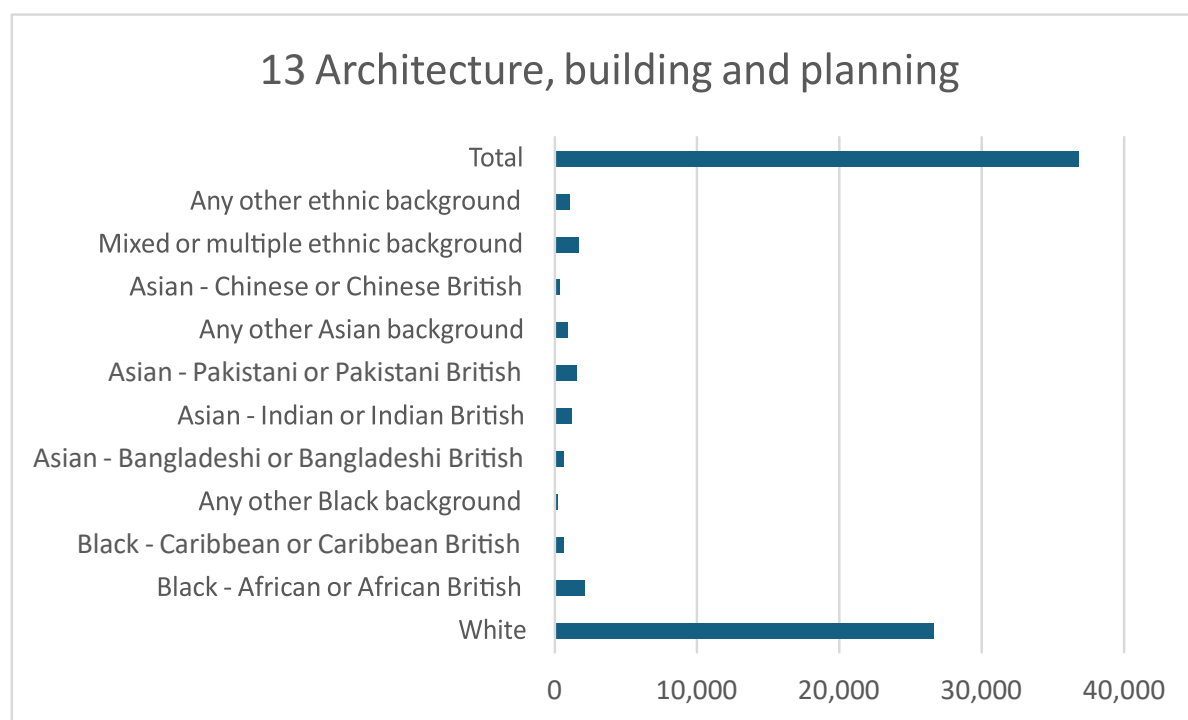 13 Architecture, building and planning
Total
Any other ethnic background
Mixed or multiple ethnic background
Asian - Chinese or Chinese British
Any other Asian background
Asian - Pakistani or Pakistani British
Asian - Indian or Indian British
Asian - Bangladeshi or Bangladeshi British
Any other Black background
Black - Caribbean or Caribbean British
Black - African or African British
White
0 10,000 20,000 30,000 40,000